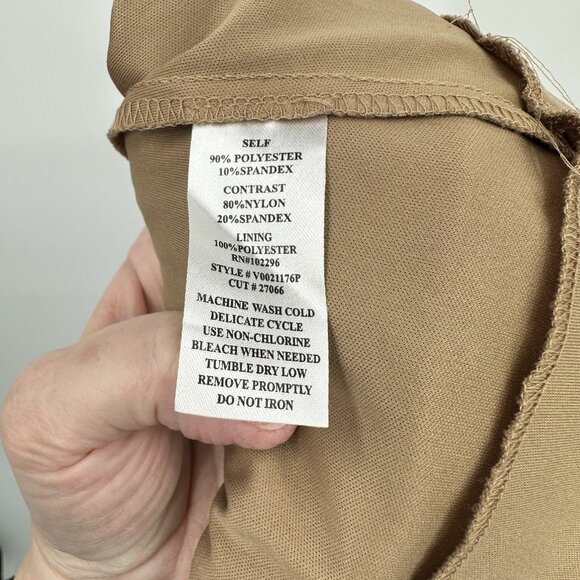 SELF
90% POLYESTER
10%SPANDEX
CONTRAST
80%NYLON
20%SPANDEX
LINING
100%POLYESTER
RN#102296
STYLE # V0021176P
CUT # 27066
MACHINE WASH COLD
DELICATE CYCLE
USE NON-CHLORINE
BLEACH WHEN NEEDED
TUMBLE DRY LOW
REMOVE PROMPTLY
DO NOT IRON